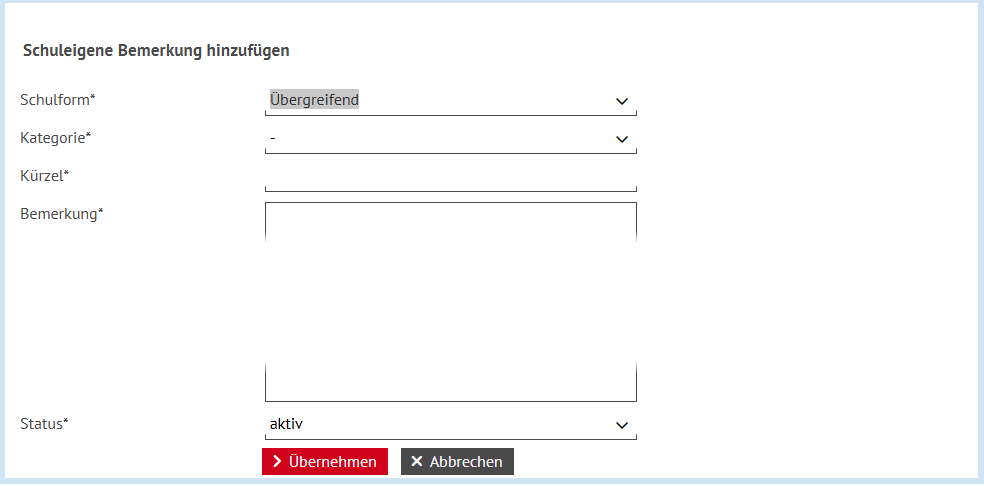 Schuleigene Bemerkung hinzufügen
Schulform* Übergreifend
Kategorie* -
Kürzel*
Bemerkung*
Status* aktiv
Übernehmen Abbrechen